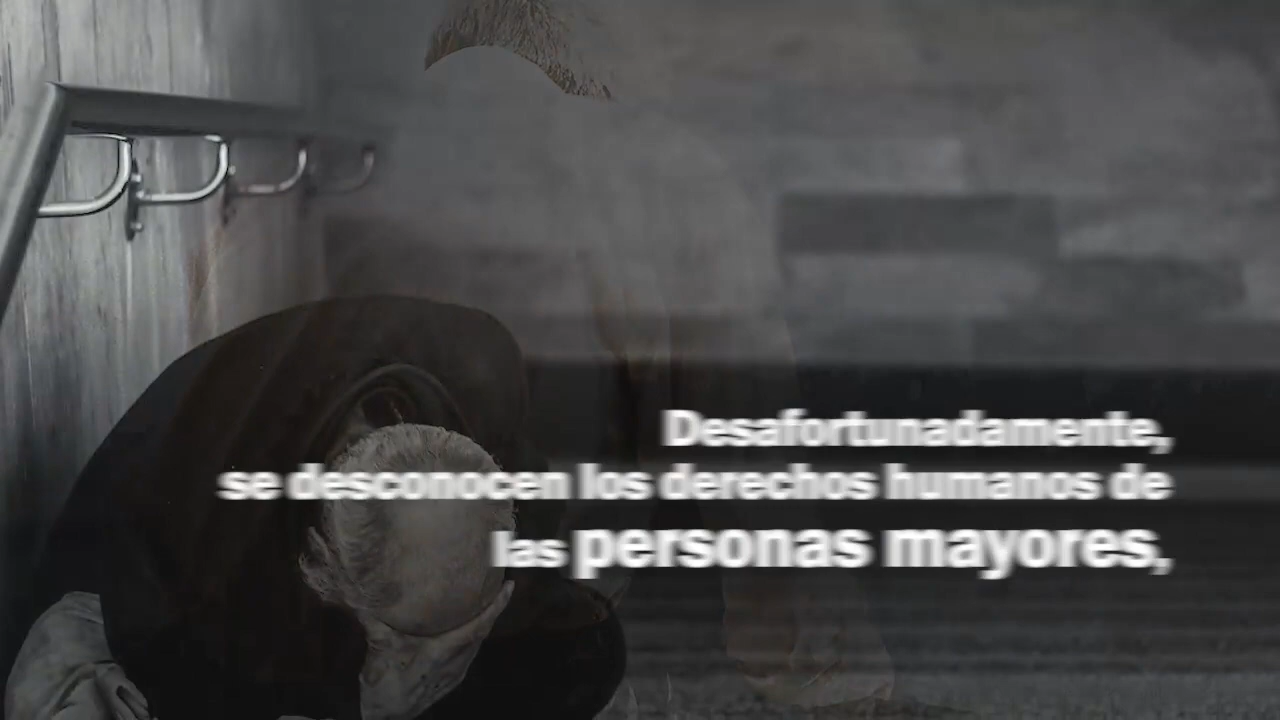 Desafortunadamente,
se desconocen los derechos humanos de
las personas mayores,